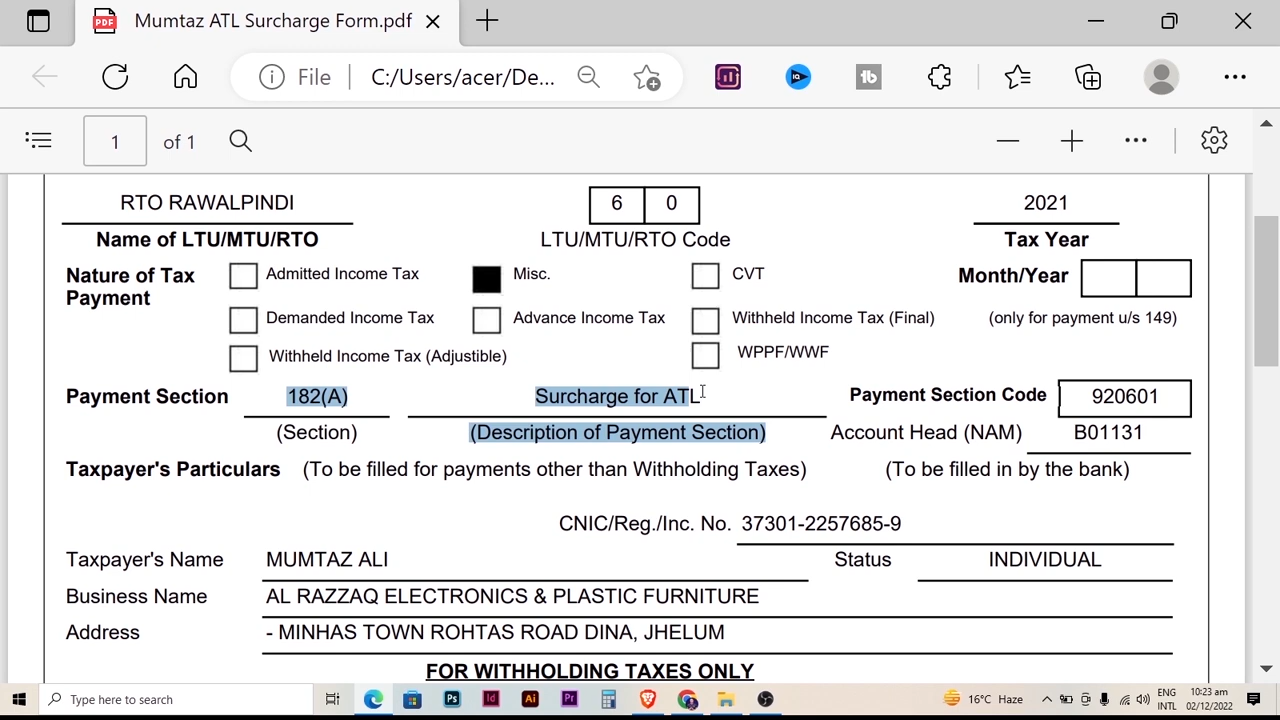 Mumtaz ATL Surcharge Form.pdf
File C:/Users/acer/De...
1 of 1
RTO RAWALPINDI 6 0 2021
Name of LTU/MTU/RTO LTU/MTU/RTO Code Tax Year
Nature of Tax Payment
Admitted Income Tax Misc. CVT Month/Year
Demanded Income Tax Advance Income Tax Withheld Income Tax (Final) (only for payment u/s 149)
Withheld Income Tax (Adjustible) WPPF/WWF
Payment Section 182(A) Surcharge for ATL Payment Section Code 920601
(Section) (Description of Payment Section) Account Head (NAM) B01131
Taxpayer's Particulars (To be filled for payments other than Withholding Taxes) (To be filled in by the bank)
CNIC/Reg./Inc. No. 37301-2257685-9
Taxpayer's Name MUMTAZ ALI Status INDIVIDUAL
Business Name AL RAZZAQ ELECTRONICS & PLASTIC FURNITURE
Address - MINHAS TOWN ROHTAS ROAD DINA, JHELUM
FOR WITHHOLDING TAXES ONLY
Type here to search 16°C Haze ENG INTL 10:23 am 02/12/2022